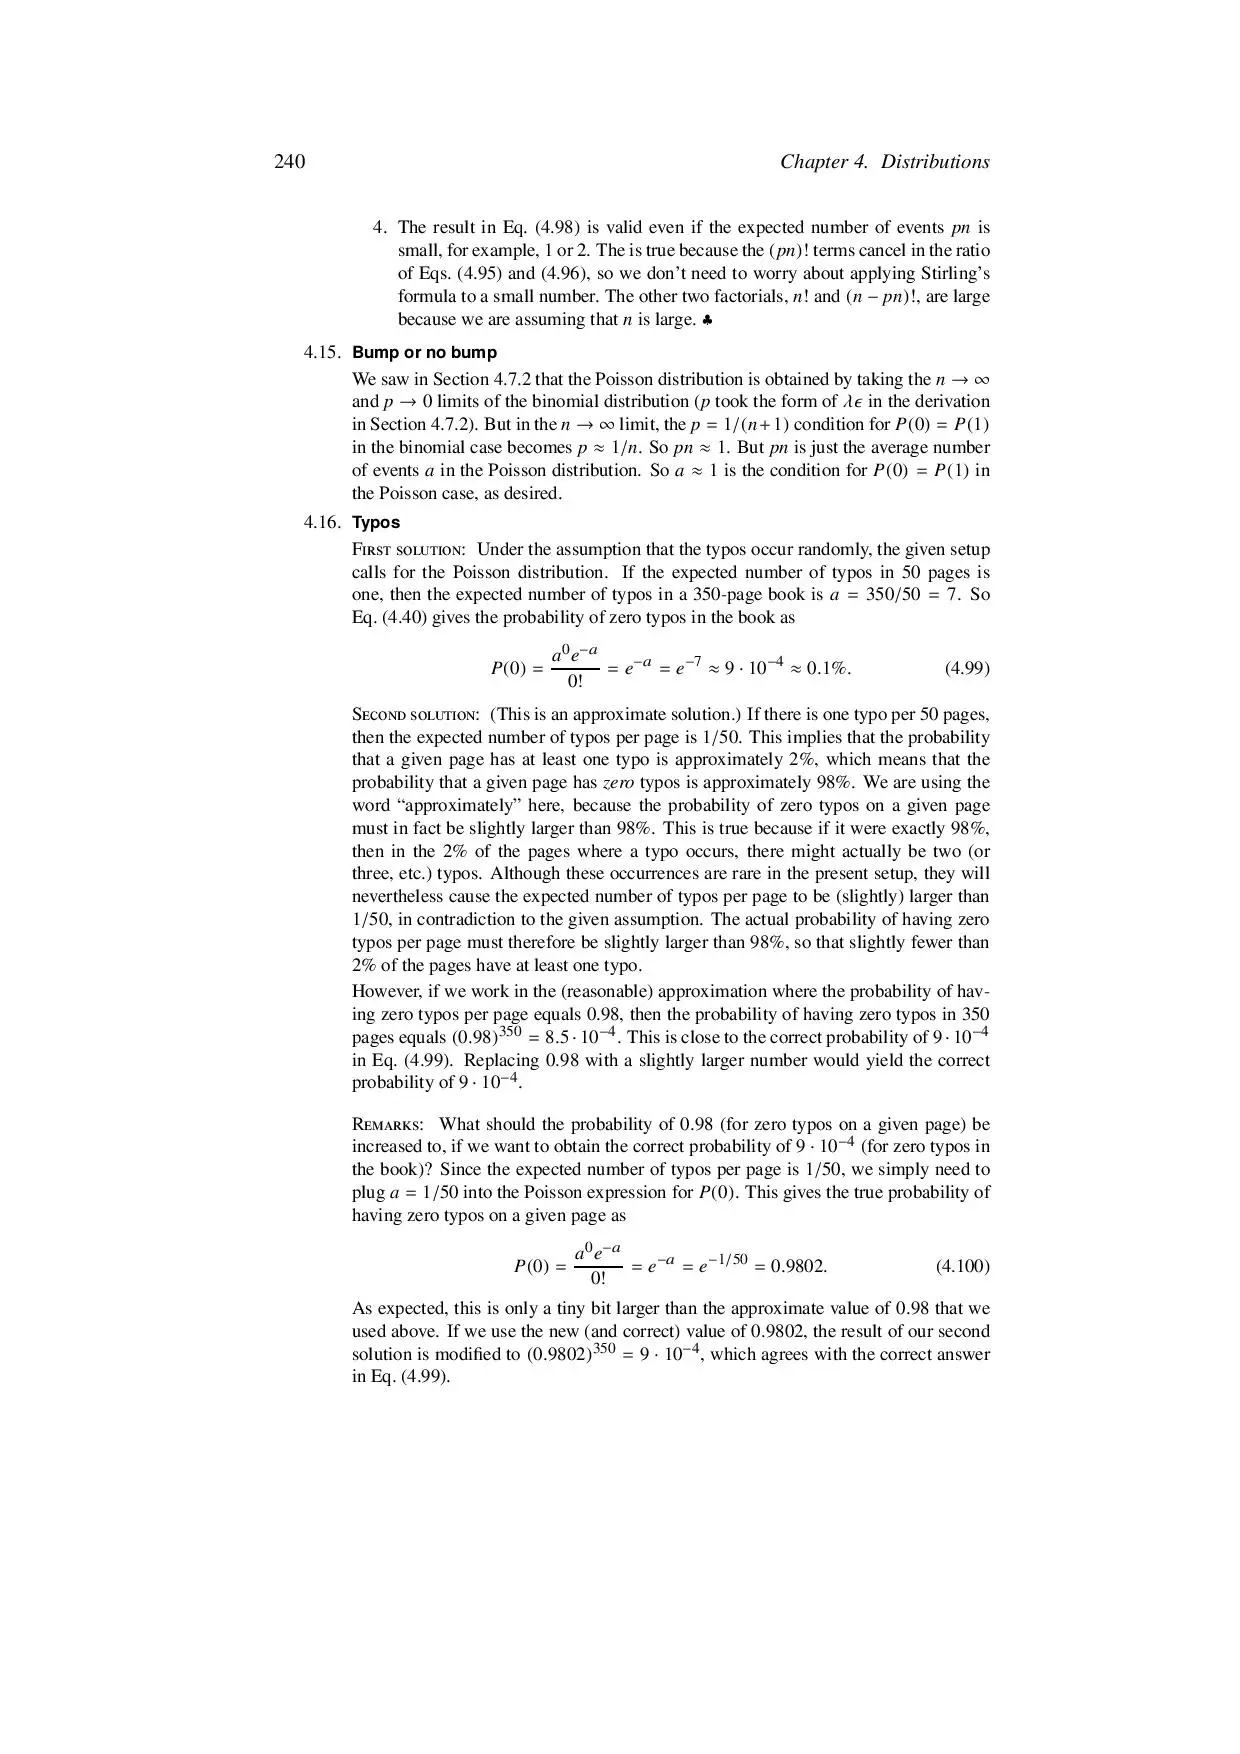 240
Chapter 4. Distributions
4. The result in Eq. (4.98) is valid even if the expected number of events pn is
small, for example, 1 or 2. The is true because the (pn)! terms cancel in the ratio
of Eqs. (4.95) and (4.96), so we don’t need to worry about applying Stirling’s
formula to a small number. The other two factorials, n! and (n − pn)!, are large
because we are assuming that n is large. ♣
4.15. Bump or no bump
We saw in Section 4.7.2 that the Poisson distribution is obtained by taking the n → ∞
and p → 0 limits of the binomial distribution (p took the form of λϵ in the derivation
in Section 4.7.2). But in the n → ∞ limit, the p = 1/(n+1) condition for P(0) = P(1)
in the binomial case becomes p ≈ 1/n. So pn ≈ 1. But pn is just the average number
of events a in the Poisson distribution. So a ≈ 1 is the condition for P(0) = P(1) in
the Poisson case, as desired.
4.16. Typos
First solution: Under the assumption that the typos occur randomly, the given setup
calls for the Poisson distribution. If the expected number of typos in 50 pages is
one, then the expected number of typos in a 350-page book is a = 350/50 = 7. So
Eq. (4.40) gives the probability of zero typos in the book as
P(0) = a⁰e⁻ᵃ/0! = e⁻ᵃ = e⁻⁷ ≈ 9 · 10⁻⁴ ≈ 0.1%. (4.99)
Second solution: (This is an approximate solution.) If there is one typo per 50 pages,
then the expected number of typos per page is 1/50. This implies that the probability
that a given page has at least one typo is approximately 2%, which means that the
probability that a given page has zero typos is approximately 98%. We are using the
word “approximately” here, because the probability of zero typos on a given page
must in fact be slightly larger than 98%. This is true because if it were exactly 98%,
then in the 2% of the pages where a typo occurs, there might actually be two (or
three, etc.) typos. Although these occurrences are rare in the present setup, they will
nevertheless cause the expected number of typos per page to be (slightly) larger than
1/50, in contradiction to the given assumption. The actual probability of having zero
typos per page must therefore be slightly larger than 98%, so that slightly fewer than
2% of the pages have at least one typo.
However, if we work in the (reasonable) approximation where the probability of hav-
ing zero typos per page equals 0.98, then the probability of having zero typos in 350
pages equals (0.98)³⁵⁰ = 8.5 · 10⁻⁴. This is close to the correct probability of 9 · 10⁻⁴
in Eq. (4.99). Replacing 0.98 with a slightly larger number would yield the correct
probability of 9 · 10⁻⁴.
Remarks: What should the probability of 0.98 (for zero typos on a given page) be
increased to, if we want to obtain the correct probability of 9 · 10⁻⁴ (for zero typos in
the book)? Since the expected number of typos per page is 1/50, we simply need to
plug a = 1/50 into the Poisson expression for P(0). This gives the true probability of
having zero typos on a given page as
P(0) = a⁰e⁻ᵃ/0! = e⁻ᵃ = e^{−1/50} = 0.9802. (4.100)
As expected, this is only a tiny bit larger than the approximate value of 0.98 that we
used above. If we use the new (and correct) value of 0.9802, the result of our second
solution is modified to (0.9802)³⁵⁰ = 9 · 10⁻⁴, which agrees with the correct answer
in Eq. (4.99).